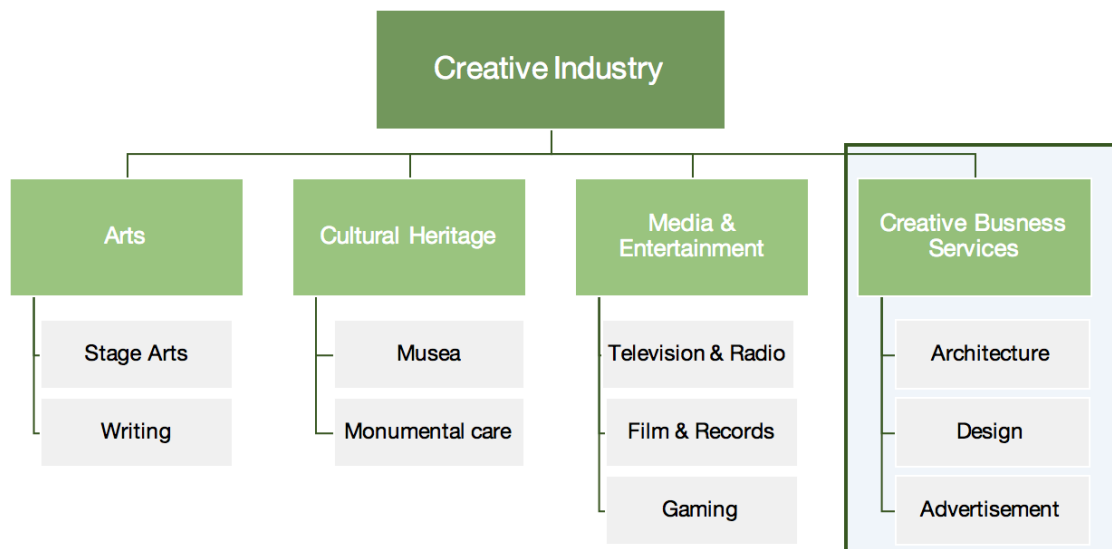 Creative Industry
Arts
Cultural Heritage
Media &
Entertainment
Creative Business
Services
Stage Arts
Writing
Musea
Monumental care
Television & Radio
Film & Records
Gaming
Architecture
Design
Advertisement